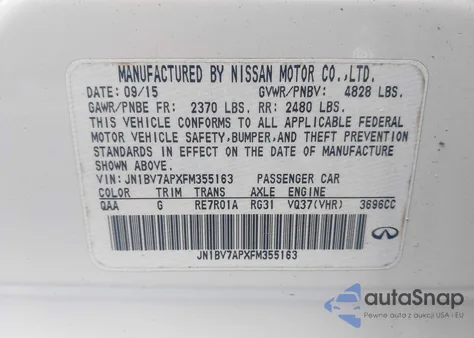 MANUFACTURED BY NISSAN MOTOR CO.,LTD.
DATE: 09/15 GVWR/PNBV: 4828 LBS.
GAWR/PNBE FR: 2370 LBS. RR: 2480 LBS.
THIS VEHICLE CONFORMS TO ALL APPLICABLE FEDERAL
MOTOR VEHICLE SAFETY, BUMPER, AND THEFT PREVENTION
STANDARDS IN EFFECT ON THE DATE OF MANUFACTURE
SHOWN ABOVE.
VIN: JN1BV7APXFM355163 PASSENGER CAR
COLOR TRIM TRANS AXLE ENGINE
QAA G RE7R01A RG31 VQ37(VHR) 3696CC
JN1BV7APXFM355163
autoSnap
Pewne auta z aukcji USA i EU